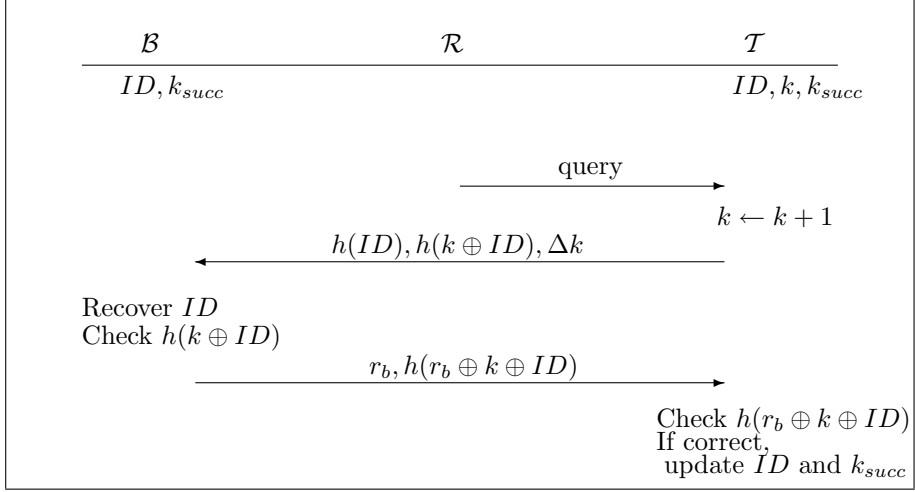 𝓑 𝓡 𝓣
ID, k_succ ID, k, k_succ
query
k ← k + 1
h(ID), h(k ⊕ ID), Δk
Recover ID
Check h(k ⊕ ID)
r_b, h(r_b ⊕ k ⊕ ID)
Check h(r_b ⊕ k ⊕ ID)
If correct,
update ID and k_succ